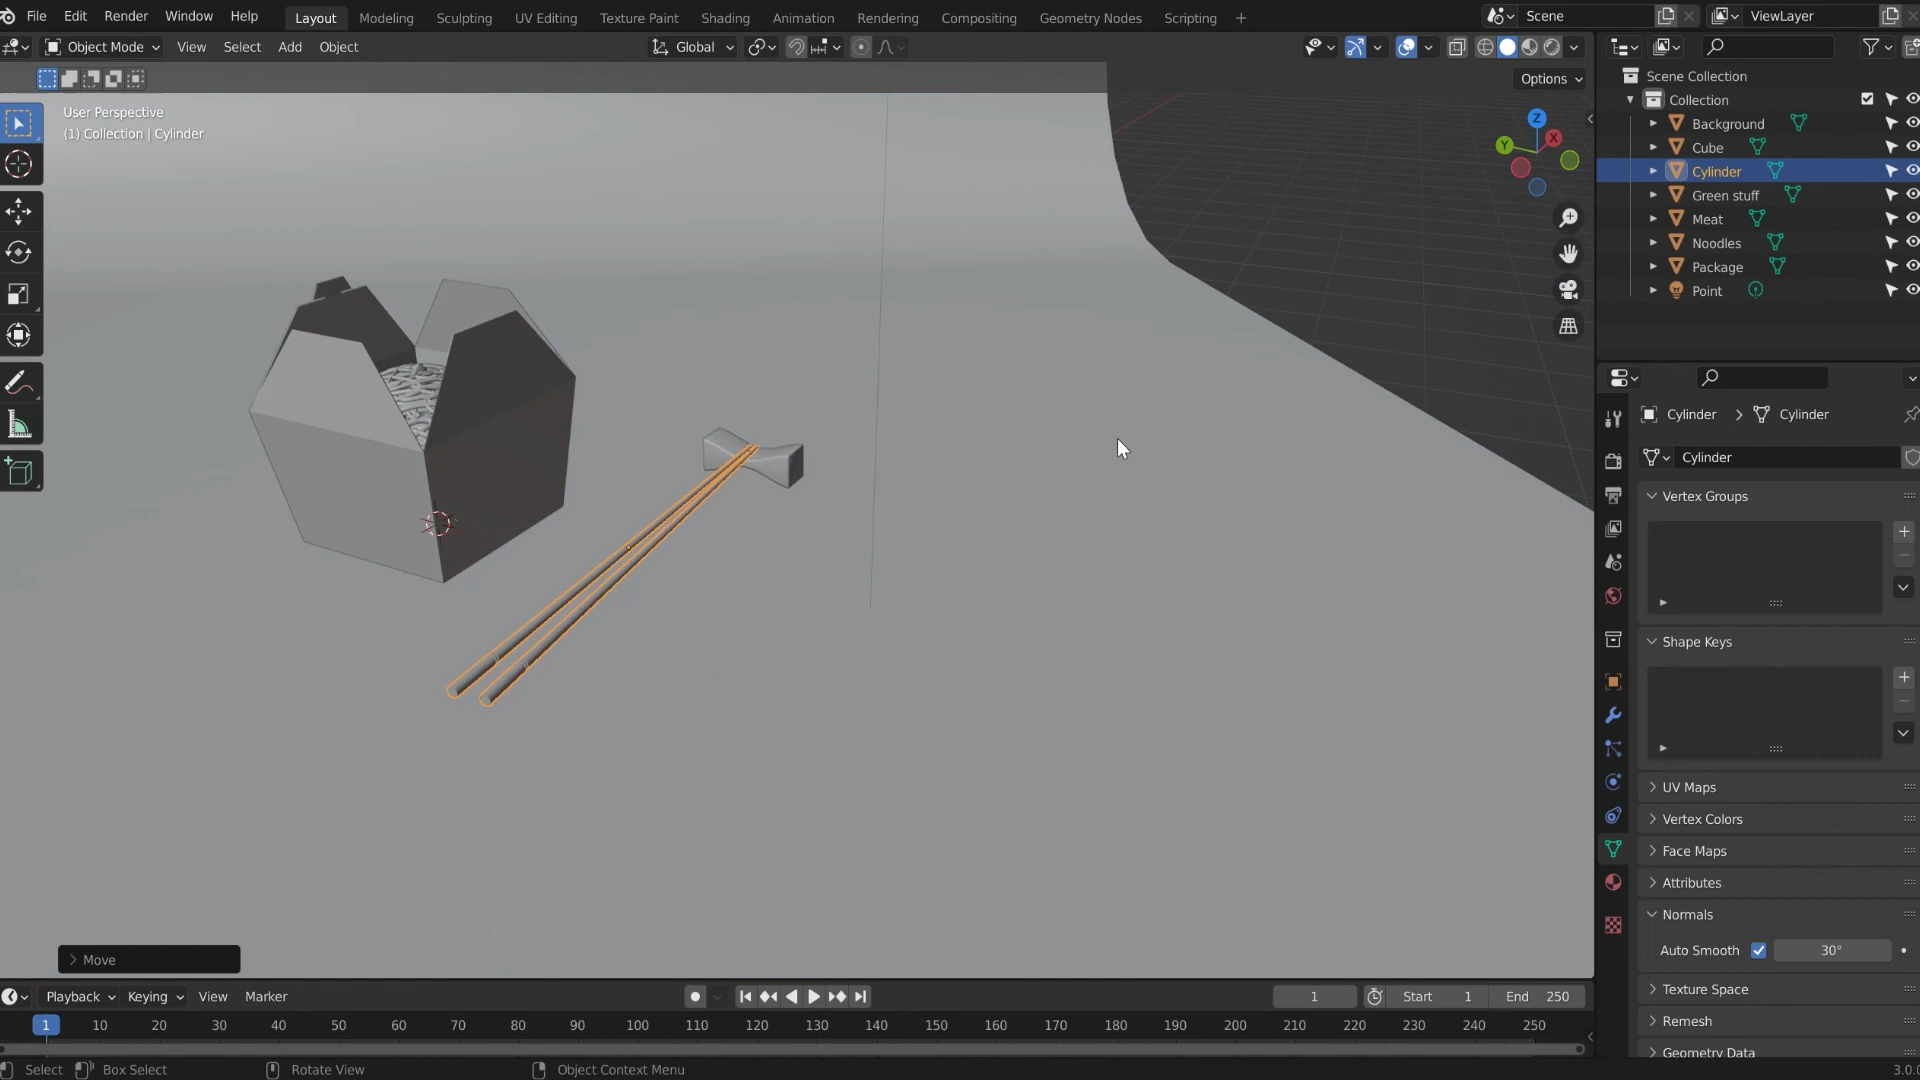 File Edit Render Window Help Layout Modeling Sculpting UV Editing Texture Paint Shading Animation Rendering Compositing Geometry Nodes Scripting + Scene ViewLayer
Object Mode View Select Add Object Global
Options
User Perspective
(1) Collection | Cylinder
Z
Y
X
Scene Collection
Collection
Background
Cube
Cylinder
Green stuff
Meat
Noodles
Package
Point
Cylinder > Cylinder
Cylinder
Vertex Groups
Shape Keys
UV Maps
Vertex Colors
Face Maps
Attributes
Normals
Auto Smooth 30°
Texture Space
Remesh
Geometry Data
> Move
Playback Keying View Marker 1 Start 1 End 250
1 10 20 30 40 50 60 70 80 90 100 110 120 130 140 150 160 170 180 190 200 210 220 230 240 250
Select Box Select Rotate View Object Context Menu 3.0.